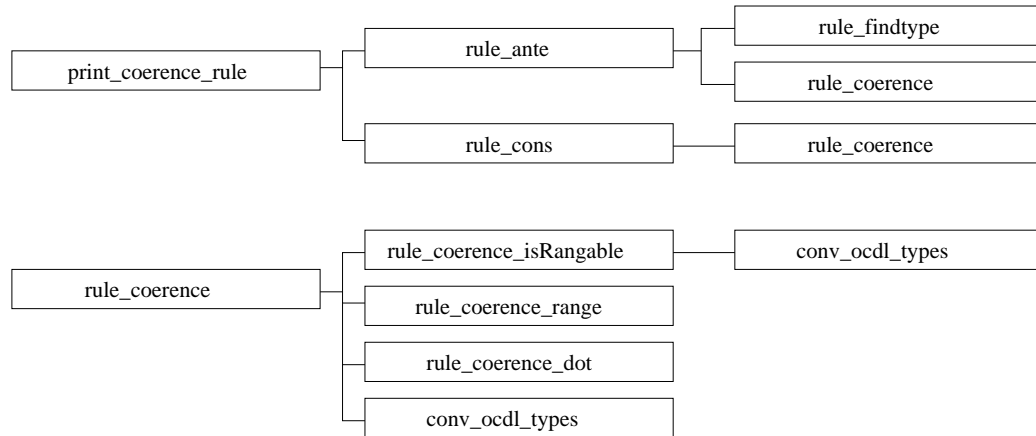 print_coerence_rule
rule_ante
rule_findtype
rule_coerence
rule_cons
rule_coerence
rule_coerence
rule_coerence_isRangable
conv_ocdl_types
rule_coerence_range
rule_coerence_dot
conv_ocdl_types